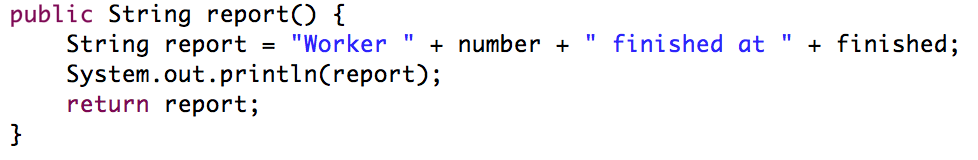 public String report() {
    String report = "Worker " + number + " finished at " + finished;
    System.out.println(report);
    return report;
}